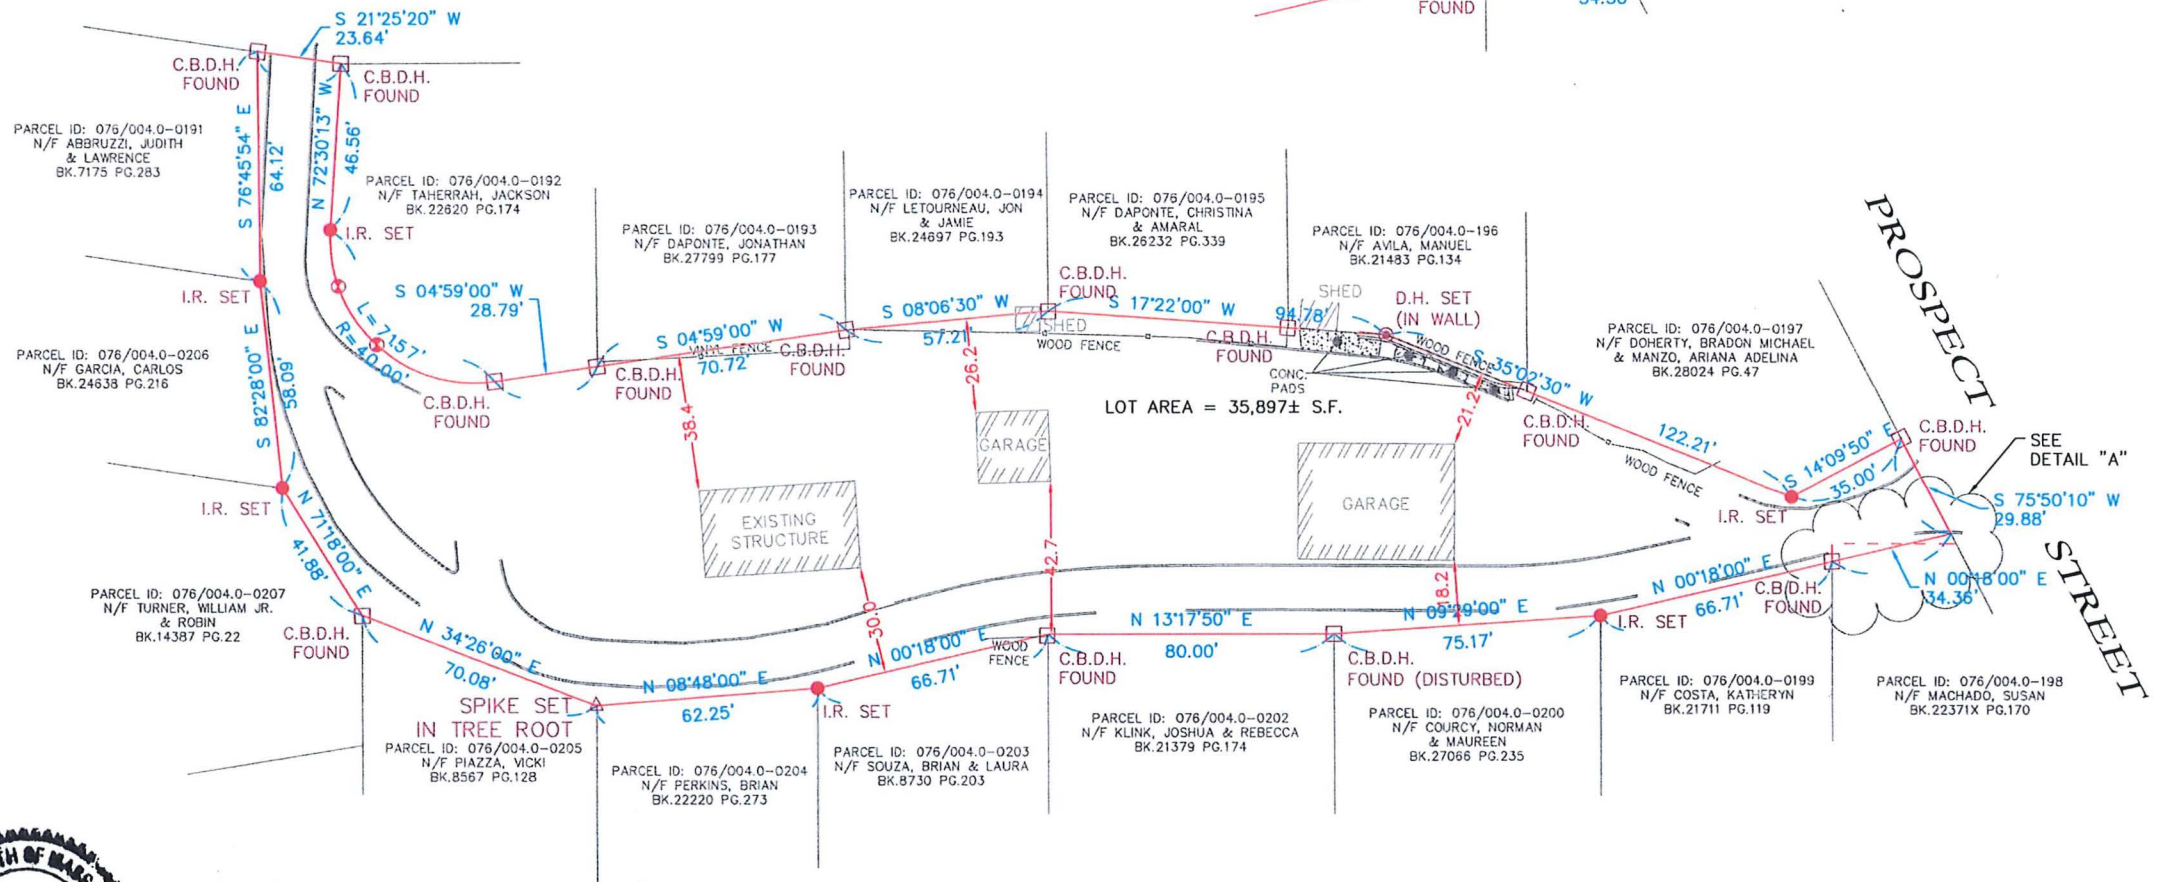 S 21°25'20" W
23.64'
FOUND
C.B.D.H.
FOUND
C.B.D.H.
FOUND
PARCEL ID: 076/004.0-0191
N/F ABBRUZZI, JUDITH
& LAWRENCE
BK.7175 PG.283
S 76°45'54" E
64.12'
N 72°30'13" W
46.56'
PARCEL ID: 076/004.0-0192
N/F TAHERRAH, JACKSON
BK.22620 PG.174
I.R. SET
I.R. SET
PARCEL ID: 076/004.0-0193
N/F DAPONTE, JONATHAN
BK.27799 PG.177
PARCEL ID: 076/004.0-0194
N/F LETOURNEAU, JON
& JAMIE
BK.24697 PG.193
PARCEL ID: 076/004.0-0195
N/F DAPONTE, CHRISTINA
& AMARAL
BK.26232 PG.339
PARCEL ID: 076/004.0-196
N/F AVILA, MANUEL
BK.21483 PG.134
PROSPECT
STREET
S 04°59'00" W
28.79'
L=71.57'
R=40.00'
C.B.D.H.
FOUND
S 04°59'00" W
VINYL FENCE
70.72'
C.B.D.H.
FOUND
C.B.D.H.
FOUND
S 08°06'30" W
57.21'
C.B.D.H.
FOUND
SHED
WOOD FENCE
S 17°22'00" W
94.78'
C.B.D.H.
FOUND
SHED
D.H. SET
(IN WALL)
WOOD FENCE
CONC.
PADS
S 35°02'30" W
122.21'
C.B.D.H.
FOUND
WOOD FENCE
PARCEL ID: 076/004.0-0197
N/F DOHERTY, BRADON MICHAEL
& MANZO, ARIANA ADELINA
BK.28024 PG.47
C.B.D.H.
FOUND
SEE
DETAIL "A"
S 14°09'50" E
35.00'
I.R. SET
S 75°50'10" W
29.88'
PARCEL ID: 076/004.0-0206
N/F GARCIA, CARLOS
BK.24638 PG.216
S 82°28'00" E
58.09'
I.R. SET
LOT AREA = 35,897± S.F.
38.4
26.2
21.2
GARAGE
GARAGE
EXISTING
STRUCTURE
42.7
18.2
30.0
N 71°18'00" E
41.88'
PARCEL ID: 076/004.0-0207
N/F TURNER, WILLIAM JR.
& ROBIN
BK.14387 PG.22
C.B.D.H.
FOUND
N 34°26'00" E
70.08'
SPIKE SET
IN TREE ROOT
N 08°48'00" E
62.25'
I.R. SET
N 00°18'00" E
66.71'
WOOD
FENCE
C.B.D.H.
FOUND
N 13°17'50" E
80.00'
C.B.D.H.
FOUND (DISTURBED)
N 09°29'00" E
75.17'
I.R. SET
N 00°18'00" E
66.71'
C.B.D.H.
FOUND
N 00°18'00" E
34.36'
PARCEL ID: 076/004.0-0205
N/F PIAZZA, VICKI
BK.8567 PG.128
PARCEL ID: 076/004.0-0204
N/F PERKINS, BRIAN
BK.22220 PG.273
PARCEL ID: 076/004.0-0203
N/F SOUZA, BRIAN & LAURA
BK.8730 PG.203
PARCEL ID: 076/004.0-0202
N/F KLINK, JOSHUA & REBECCA
BK.21379 PG.174
PARCEL ID: 076/004.0-0200
N/F COURCY, NORMAN
& MAUREEN
BK.27066 PG.235
PARCEL ID: 076/004.0-0199
N/F COSTA, KATHERYN
BK.21711 PG.119
PARCEL ID: 076/004.0-198
N/F MACHADO, SUSAN
BK.22371X PG.170